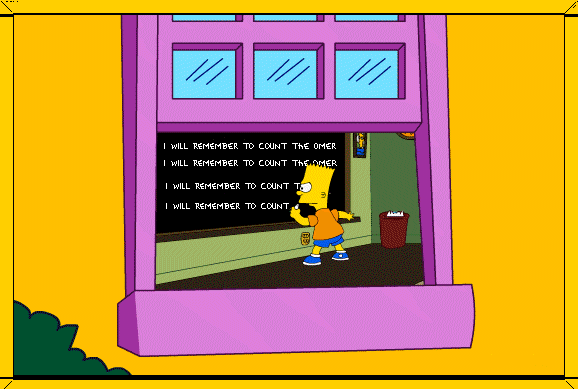 I WILL REMEMBER TO COUNT THE OMER
I WILL REMEMBER TO COUNT THE OMER
I WILL REMEMBER TO COUNT T
I WILL REMEMBER TO COUNT